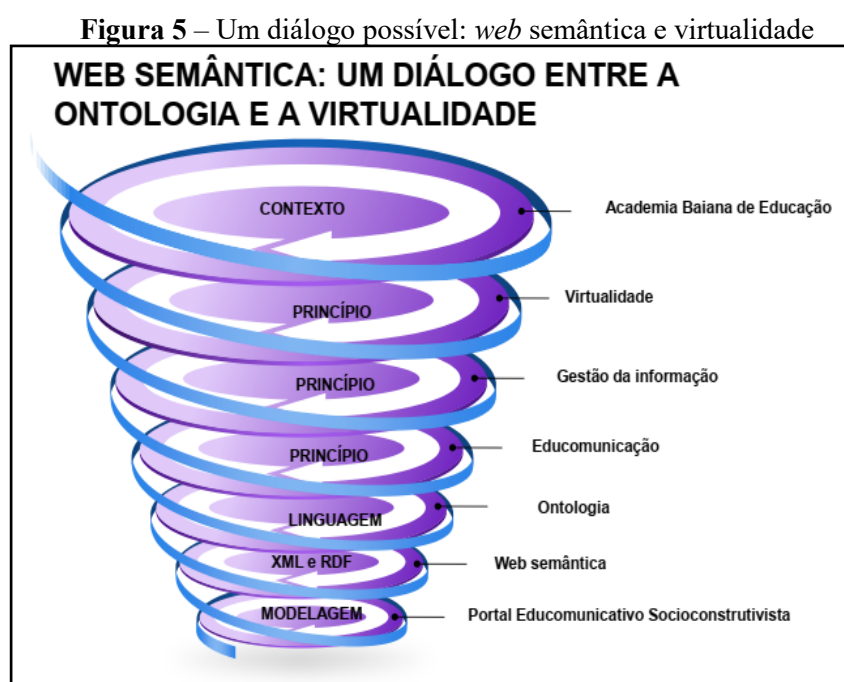 Figura 5 – Um diálogo possível: web semântica e virtualidade
WEB SEMÂNTICA: UM DIÁLOGO ENTRE A
ONTOLOGIA E A VIRTUALIDADE
CONTEXTO
Academia Baiana de Educação
PRINCÍPIO
Virtualidade
PRINCÍPIO
Gestão da informação
PRINCÍPIO
Educomunicação
LINGUAGEM
Ontologia
XML e RDF
Web semântica
MODELAGEM
Portal Educomunicativo Socioconstrutivista